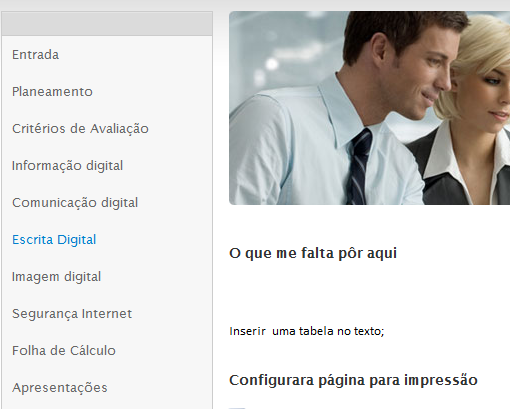 Entrada
Planeamento
Critérios de Avaliação
Informação digital
Comunicação digital
Escrita Digital
Imagem digital
Segurança Internet
Folha de Cálculo
Apresentações
O que me falta pôr aqui
Inserir  uma tabela no texto;
Configurara página para impressão